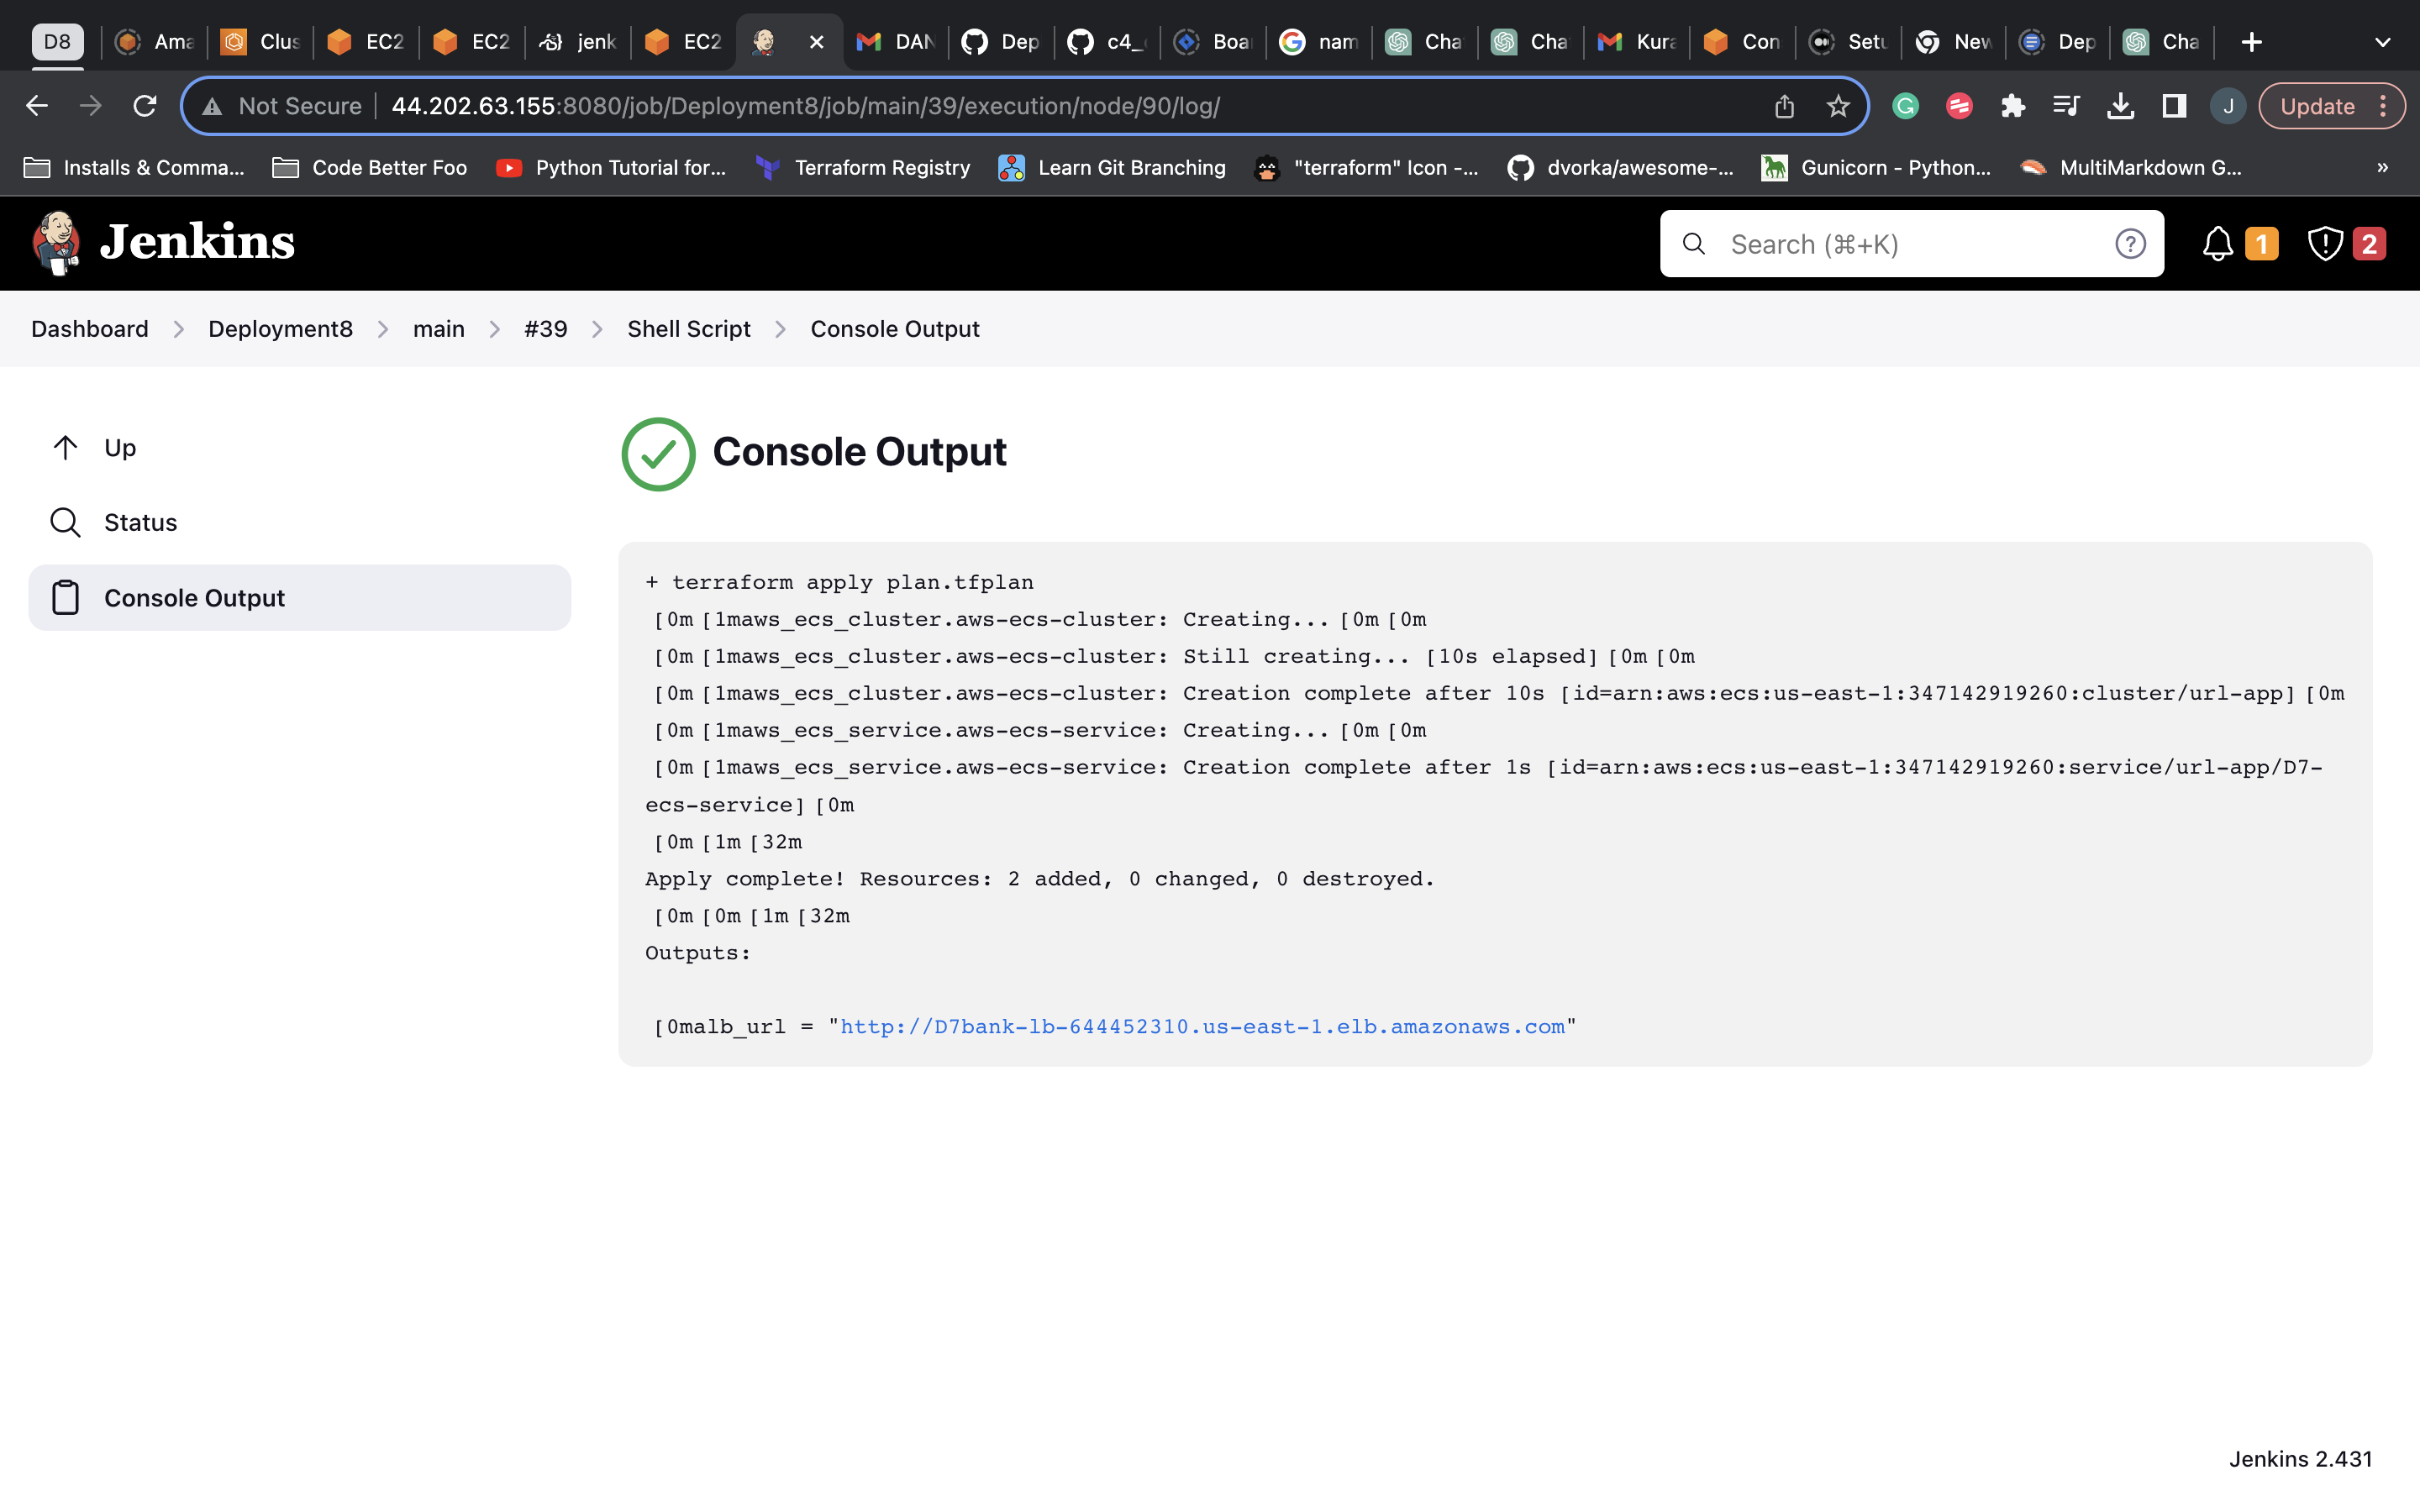 D8 Ama Clus EC2 EC2 jenk EC2 DAN Dep c4_ Boa nam Cha Cha Kura Con Setu New Dep Cha
Not Secure 44.202.63.155:8080/job/Deployment8/job/main/39/execution/node/90/log/ J Update
Installs & Comma... Code Better Foo Python Tutorial for... Terraform Registry Learn Git Branching "terraform" Icon -... dvorka/awesome-... Gunicorn - Python... MultiMarkdown G... »
Jenkins Search (⌘+K) ? 1 2
Dashboard > Deployment8 > main > #39 > Shell Script > Console Output
Up
Status
Console Output
Console Output
+ terraform apply plan.tfplan
[0m[1maws_ecs_cluster.aws-ecs-cluster: Creating...[0m[0m
[0m[1maws_ecs_cluster.aws-ecs-cluster: Still creating... [10s elapsed][0m[0m
[0m[1maws_ecs_cluster.aws-ecs-cluster: Creation complete after 10s [id=arn:aws:ecs:us-east-1:347142919260:cluster/url-app][0m
[0m[1maws_ecs_service.aws-ecs-service: Creating...[0m[0m
[0m[1maws_ecs_service.aws-ecs-service: Creation complete after 1s [id=arn:aws:ecs:us-east-1:347142919260:service/url-app/D7-
ecs-service][0m
[0m[1m[32m
Apply complete! Resources: 2 added, 0 changed, 0 destroyed.
[0m[0m[1m[32m
Outputs:
[0malb_url = "http://D7bank-lb-644452310.us-east-1.elb.amazonaws.com"
Jenkins 2.431